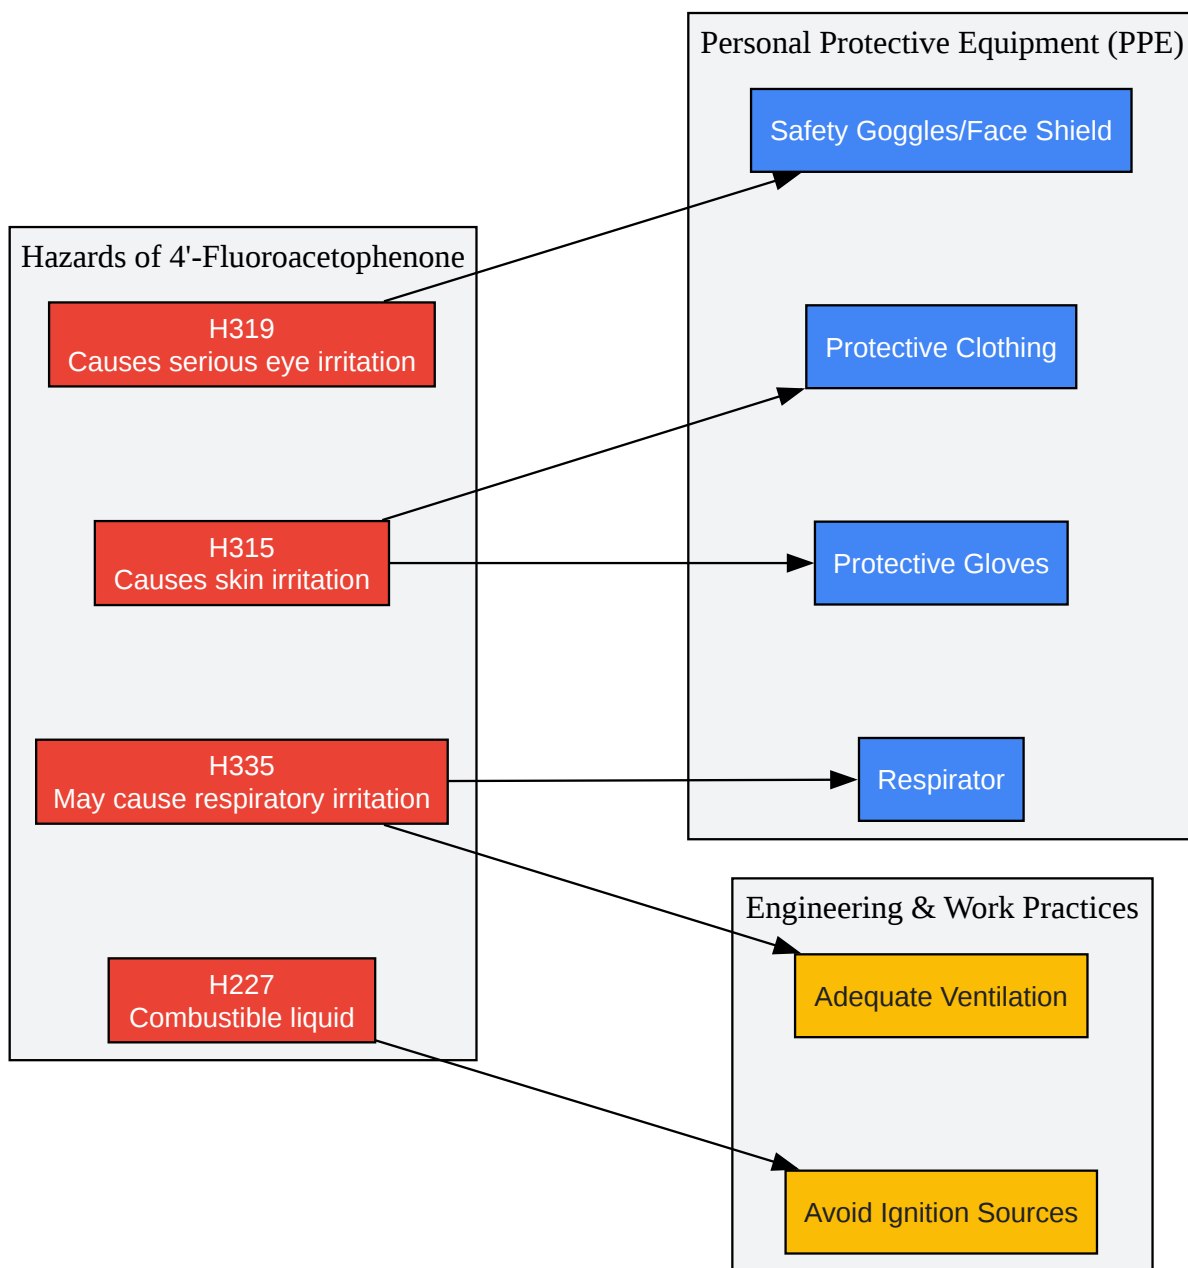 Personal Protective Equipment (PPE)
Safety Goggles/Face Shield
Hazards of 4'-Fluoroacetophenone
H319
Causes serious eye irritation
Protective Clothing
H315
Causes skin irritation
Protective Gloves
H335
May cause respiratory irritation
Respirator
Engineering & Work Practices
H227
Combustible liquid
Adequate Ventilation
Avoid Ignition Sources